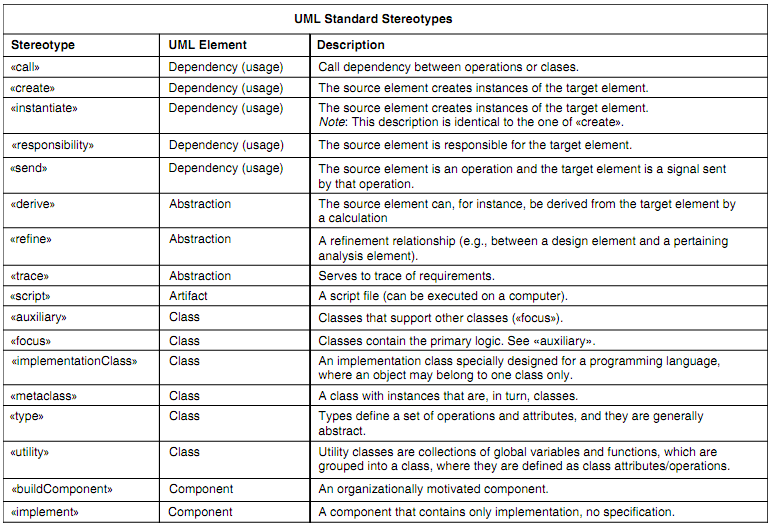 UML Standard Stereotypes
Stereotype UML Element Description
«call» Dependency (usage) Call dependency between operations or clases.
«create» Dependency (usage) The source element creates instances of the target element.
«instantiate» Dependency (usage) The source element creates instances of the target element.
Note: This description is identical to the one of «create».
«responsibility» Dependency (usage) The source element is responsible for the target element.
«send» Dependency (usage) The source element is an operation and the target element is a signal sent
by that operation.
«derive» Abstraction The source element can, for instance, be derived from the target element by
a calculation
«refine» Abstraction A refinement relationship (e.g., between a design element and a pertaining
analysis element).
«trace» Abstraction Serves to trace of requirements.
«script» Artifact A script file (can be executed on a computer).
«auxiliary» Class Classes that support other classes («focus»).
«focus» Class Classes contain the primary logic. See «auxiliary».
«implementationClass» Class An implementation class specially designed for a programming language,
where an object may belong to one class only.
«metaclass» Class A class with instances that are, in turn, classes.
«type» Class Types define a set of operations and attributes, and they are generally
abstract.
«utility» Class Utility classes are collections of global variables and functions, which are
grouped into a class, where they are defined as class attributes/operations.
«buildComponent» Component An organizationally motivated component.
«implement» Component A component that contains only implementation, no specification.